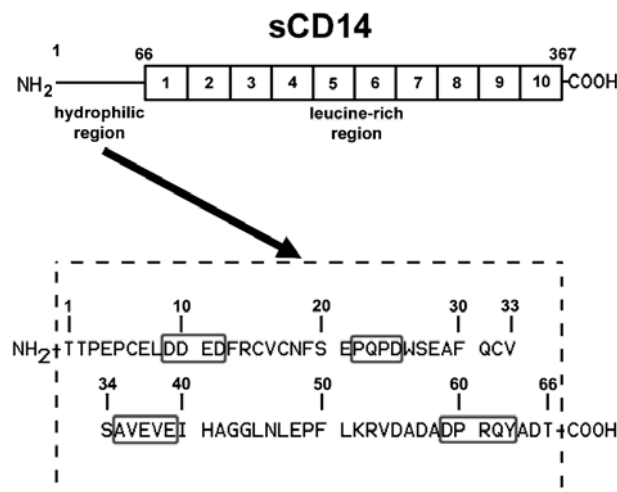 sCD14
1 66 367
NH2 1 2 3 4 5 6 7 8 9 10 COOH
hydrophilic region
leucine-rich region
1 10 20 30 33
NH2 TTPEPCELDD EDFRCVCNFS EPQPDWSEAF QCV
34 40 50 60 66
SAVEVEI HAGGLNLEPF LKRVDADADP RQYADT COOH